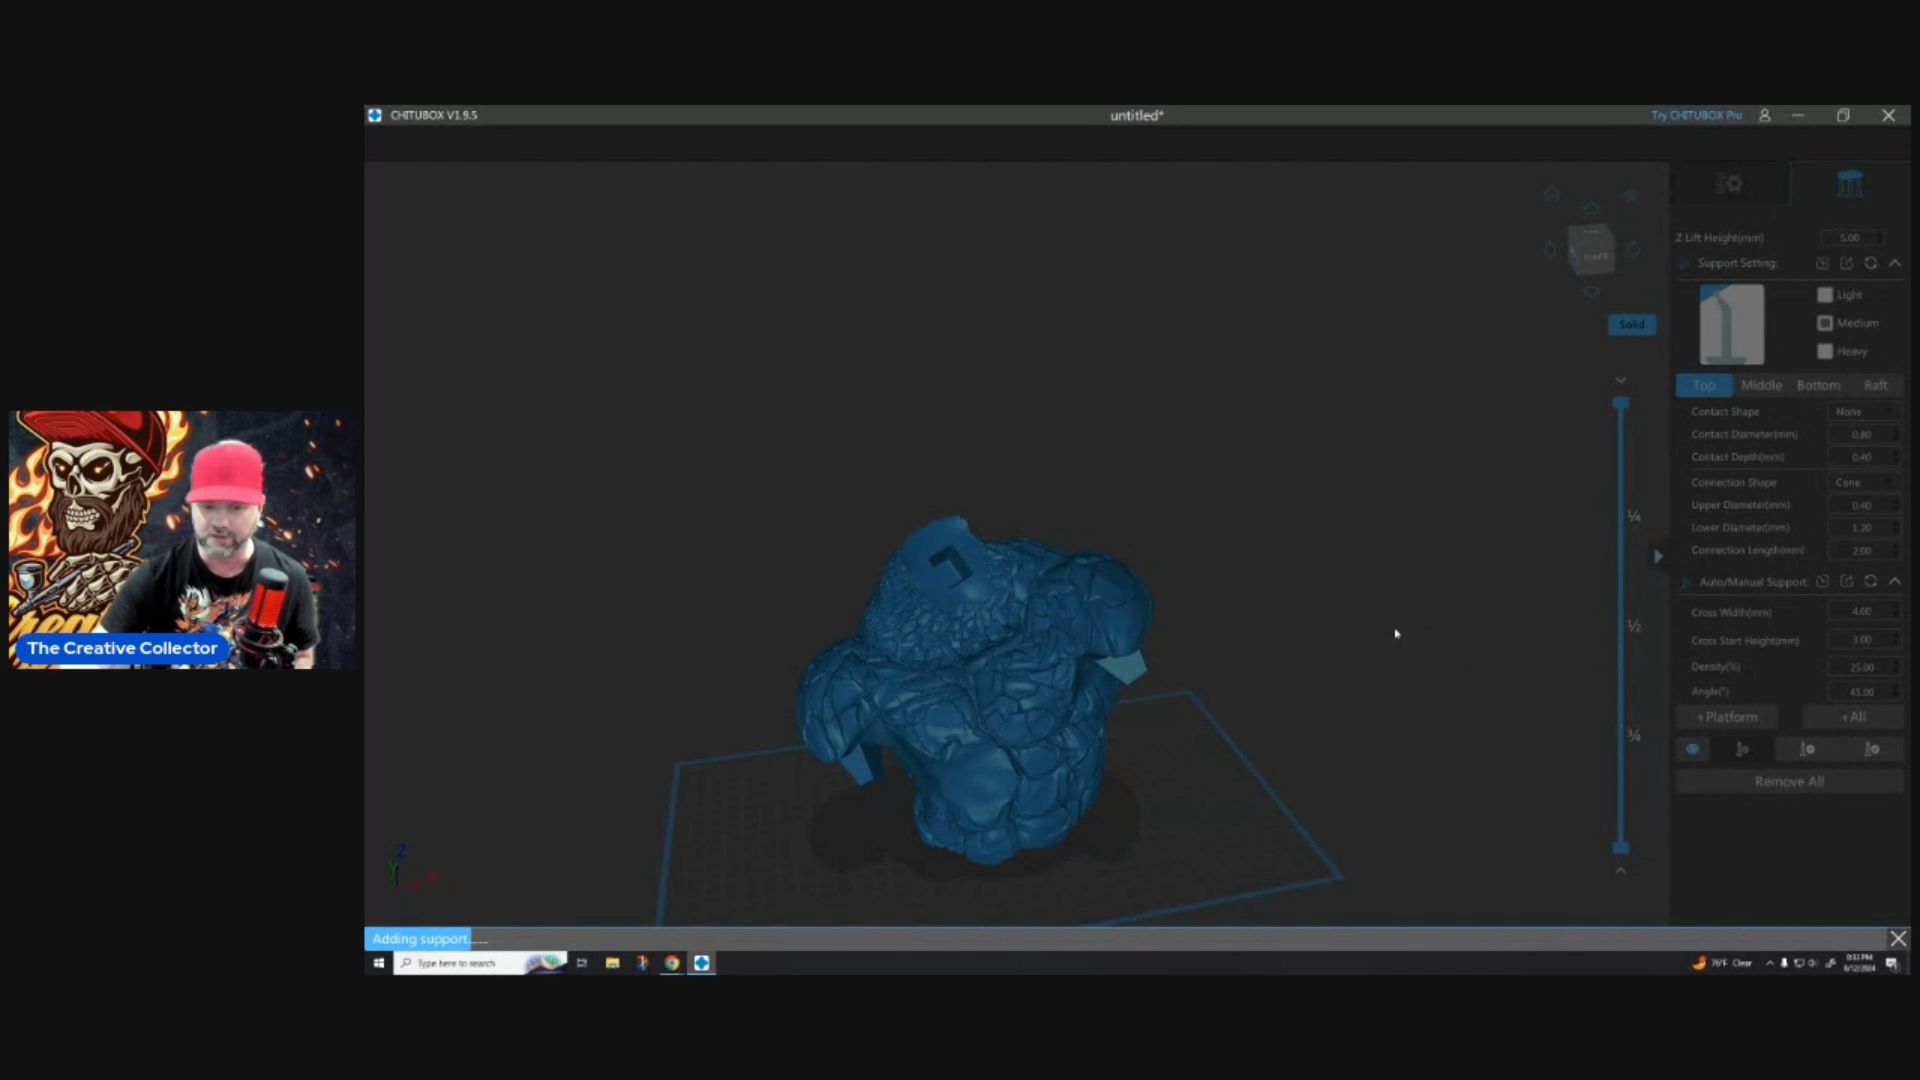 CHITUBOX V1.9.5
untitled*
Try CHITUBOX Pro
Z Lift Height(mm) 5.00
Support Setting:
Front
Light
Solid
Medium
Heavy
Top Middle Bottom Raft
Contact Shape None
Contact Diameter(mm) 0.80
Contact Depth(mm) 0.40
Connection Shape Cone
Upper Diameter(mm) 0.40
1/4
Lower Diameter(mm) 1.20
Connection Length(mm) 2.00
Auto/Manual Support:
Cross Width(mm) 4.00
1/2
Cross Start Height(mm) 3.00
The Creative Collector
Density(%) 25.00
Angle(°) 45.00
+Platform +All
3/4
Remove All
Z
Y X
Adding support......
Type here to search
76°F Clear